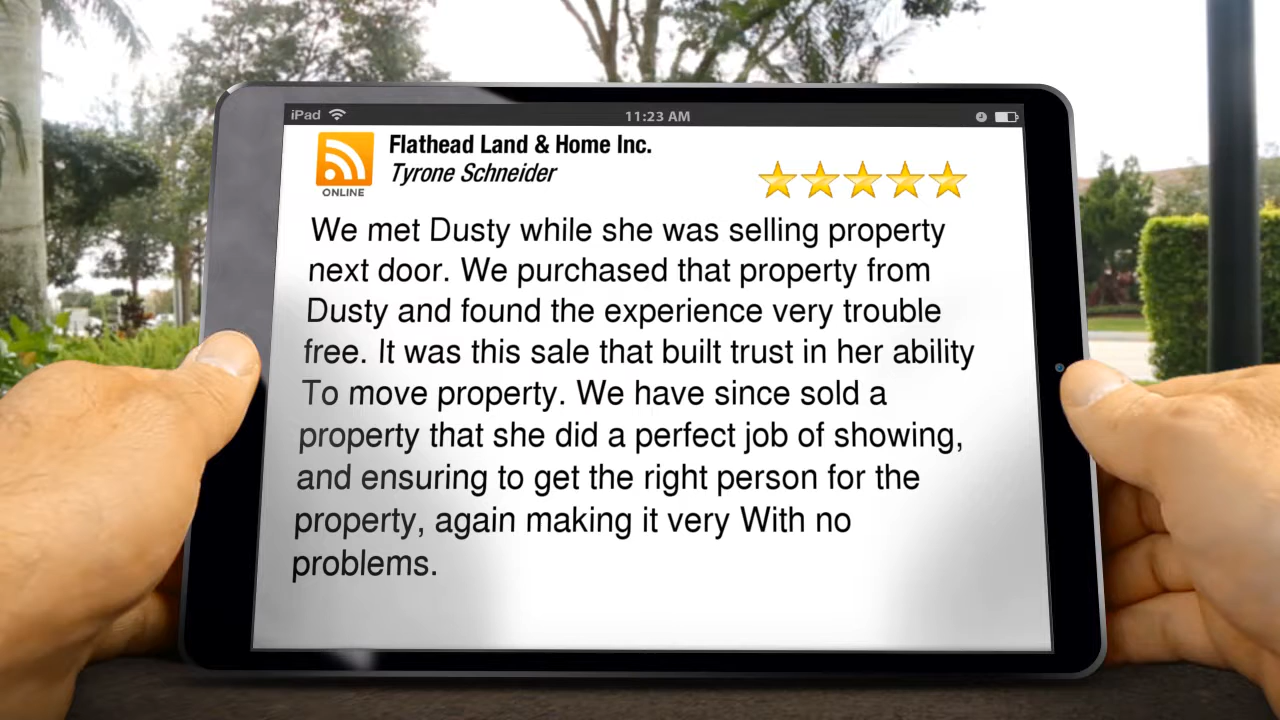 iPad
11:23 AM
Flathead Land & Home Inc.
Tyrone Schneider
ONLINE
We met Dusty while she was selling property
next door. We purchased that property from
Dusty and found the experience very trouble
free. It was this sale that built trust in her ability
To move property. We have since sold a
property that she did a perfect job of showing,
and ensuring to get the right person for the
property, again making it very With no
problems.